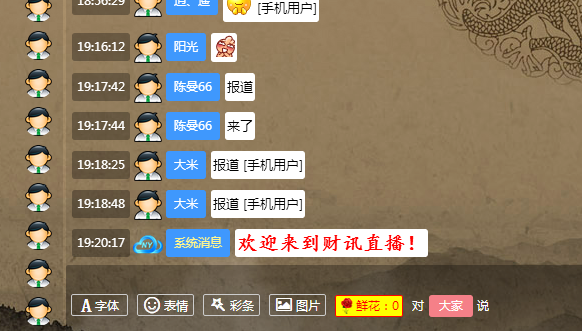 18:56:29 逍、遥 [手机用户]
19:16:12 阳光
19:17:42 陈曼66 报道
19:17:44 陈曼66 来了
19:18:25 大米 报道 [手机用户]
19:18:48 大米 报道 [手机用户]
19:20:17 NY 系统消息 欢迎来到财讯直播！
A 字体 表情 彩条 图片 鲜花：0 对 大家 说